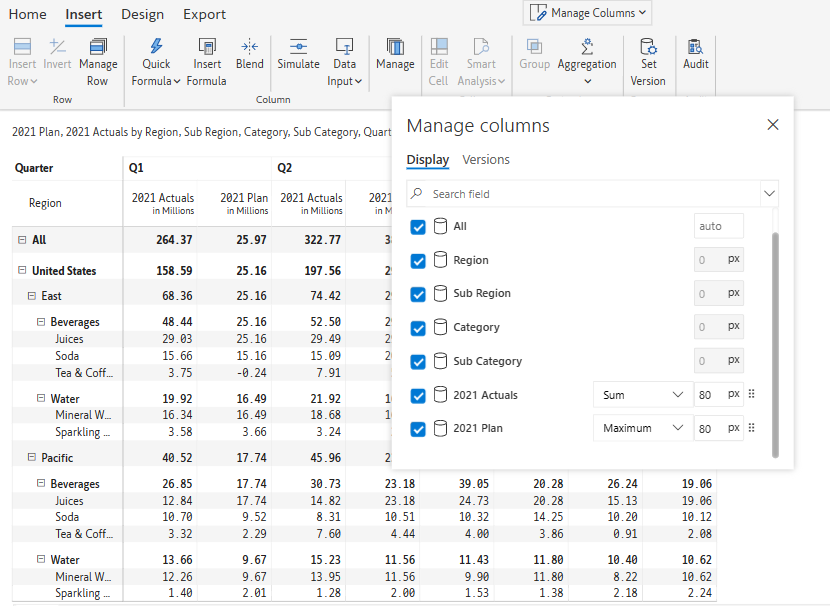 Home Insert Design Export
Manage Columns
Insert Row Invert Manage Row Quick Formula Insert Formula Blend Simulate Data Input Manage Edit Cell Smart Analysis Group Aggregation Set Version Audit
Row Column
2021 Plan, 2021 Actuals by Region, Sub Region, Category, Sub Category, Quart
Manage columns
Display Versions
Search field
All auto
Region 0 px
Sub Region 0 px
Category 0 px
Sub Category 0 px
2021 Actuals Sum 80 px
2021 Plan Maximum 80 px
Quarter Q1 Q2
Region 2021 Actuals in Millions 2021 Plan in Millions 2021 Actuals in Millions 2021
All 264.37 25.97 322.77
United States 158.59 25.16 197.56
East 68.36 25.16 74.42
Beverages 48.44 25.16 52.50
Juices 29.03 25.16 29.49
Soda 15.66 15.16 15.09
Tea & Coff... 3.75 -0.24 7.91
Water 19.92 16.49 21.92
Mineral W... 16.34 16.49 18.68
Sparkling ... 3.58 3.66 3.24
Pacific 40.52 17.74 45.96
Beverages 26.85 17.74 30.73 23.18 39.05 20.28 26.24 19.06
Juices 12.84 17.74 14.82 23.18 24.73 20.28 15.13 19.06
Soda 10.70 9.52 8.31 10.51 10.32 14.25 10.20 10.12
Tea & Coff... 3.32 2.29 7.60 4.44 4.00 3.86 0.91 2.08
Water 13.66 9.67 15.23 11.56 11.43 11.80 10.40 10.62
Mineral W... 12.26 9.67 13.95 11.56 9.90 11.80 8.22 10.62
Sparkling ... 1.40 2.01 1.28 2.00 1.53 1.38 2.18 2.24